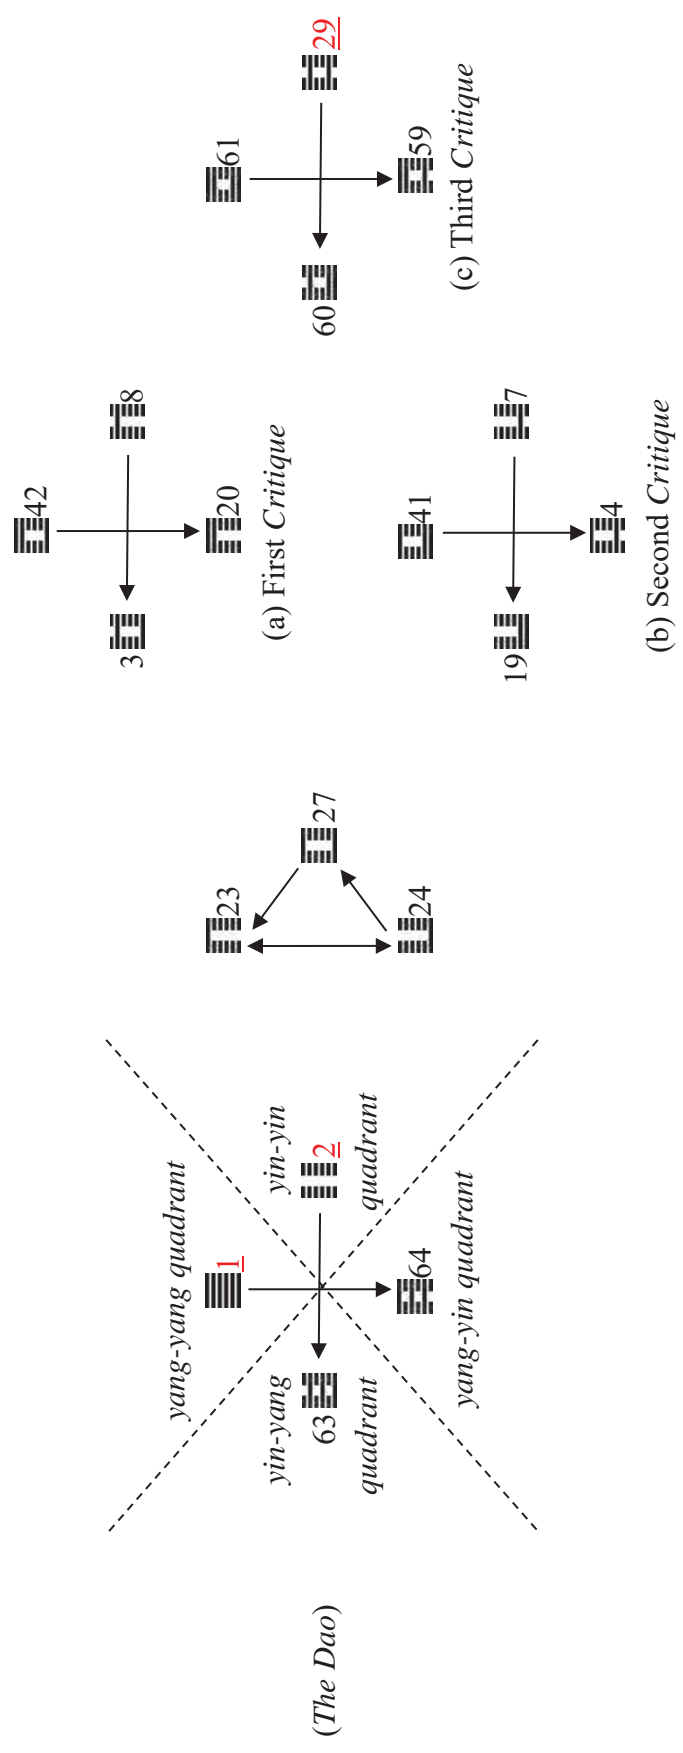 (The Dao)
yang-yang quadrant
1
yin-yang
quadrant
63
yin-yin
quadrant
2
64
yang-yin quadrant
23
27
24
42
3
8
20
(a) First Critique
41
19
7
4
(b) Second Critique
61
60
29
59
(c) Third Critique